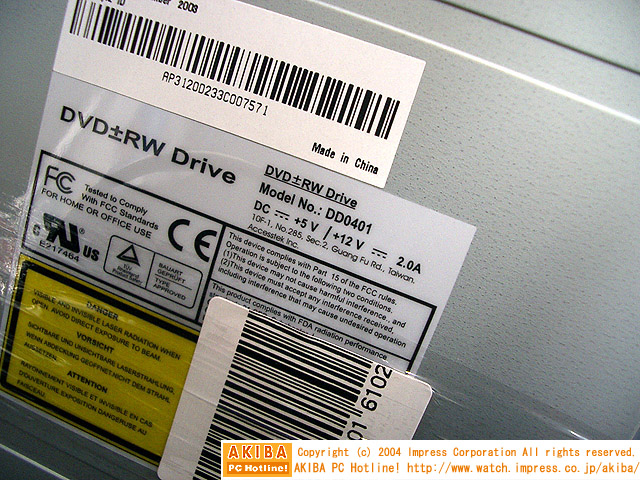 2003
AP3120D233C007571
Made in China
DVD±RW Drive
DVD±RW Drive
Model No.: DD0401
DC +5 V / +12 V 2.0A
Accesstek Inc.
10F-1, No.285, Sec.2, Guang Fu Rd., Taiwan.
FC Tested to Comply
With FCC Standards
FOR HOME OR OFFICE USE
c US
E217464
BAUART
GEPRÜFT
TYPE
APPROVED
CE
This device complies with Part 15 of the FCC rules.
Operation is subject to the following two conditions.
(1)This device may not cause harmful interference, and
(2)This device must accept any interference received,
including interference that may cause undesired operation
This product complies with FDA radiation performance
DANGER
VISIBLE AND INVISIBLE LASER RADIATION WHEN
OPEN. AVOID DIRECT EXPOSURE TO BEAM.
VORSICHT
SICHTBARE UND UNSICHTBARE LASERSTRAHLUNG,
WENN ABDECKUNG GEÖFFNET-NICHT DEM STRAHL
AUSSETZEN.
ATTENTION
RAYONNEMENT VISIBLE ET INVISIBLE EN CAS
D'OUVERTURE EXPOSITION DANGEREUSE AU
FAISCEAU.
01 6102
AKIBA
PC Hotline!
Copyright (c) 2004 Impress Corporation All rights reserved.
AKIBA PC Hotline! http://www.watch.impress.co.jp/akiba/